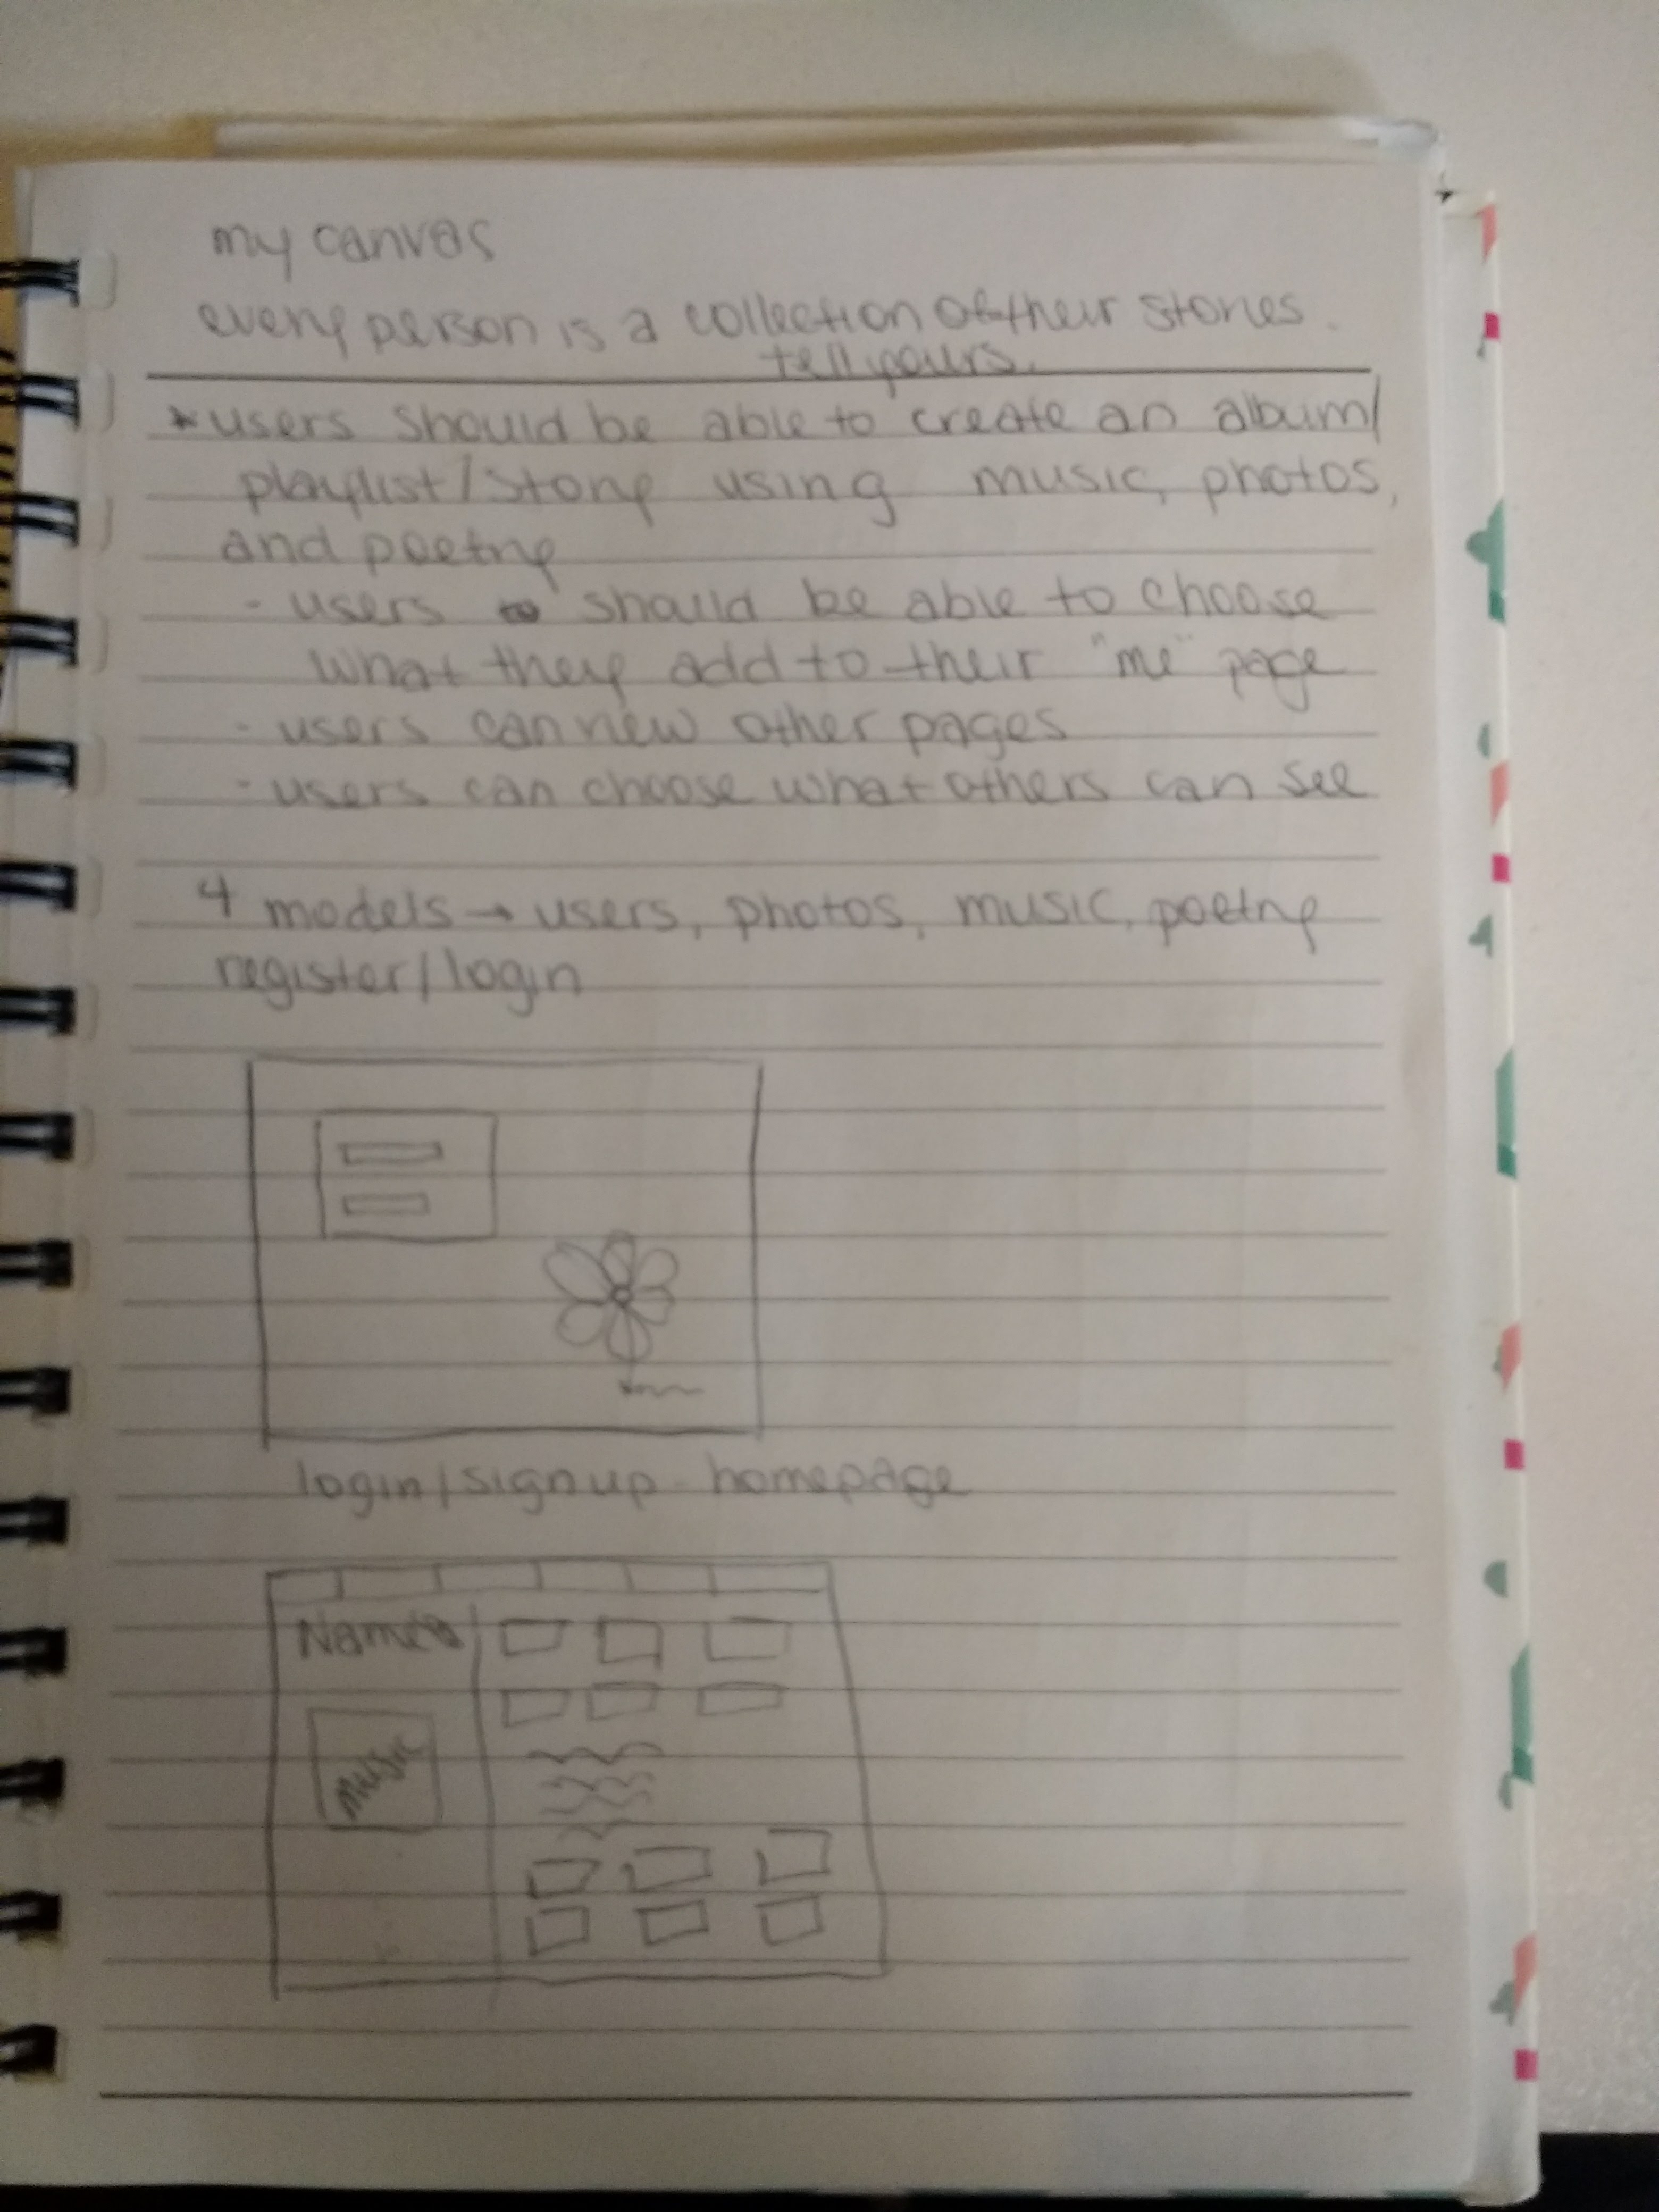 my canvas
every person is a collection of their stories.
tell yours.
*users should be able to create an album/
playlist/story using music, photos,
and poetry
- users should be able to choose
what they add to their "me" page
- users can view other pages
- users can choose what others can see
4 models → users, photos, music, poetry
register/login
login/signup - homepage
Name
music